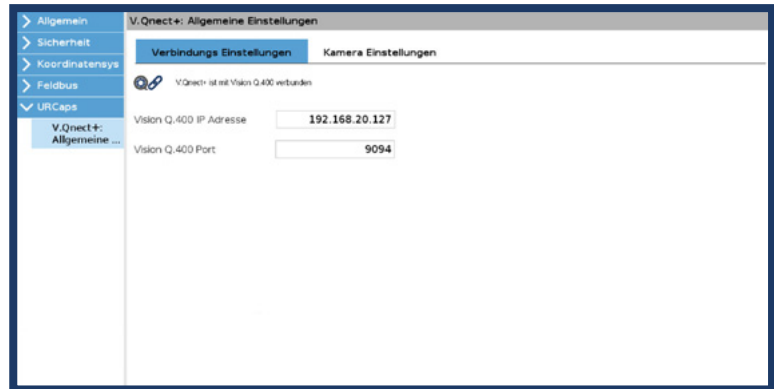 Allgemein
V.Qnect+: Allgemeine Einstellungen
Sicherheit
Verbindungs Einstellungen
Kamera Einstellungen
Koordinatensys
Feldbus
V.Qnect+ ist mit Vision Q.400 verbunden
URCaps
V.Qnect+:
Allgemeine ...
Vision Q.400 IP Adresse
192.168.20.127
Vision Q.400 Port
9094